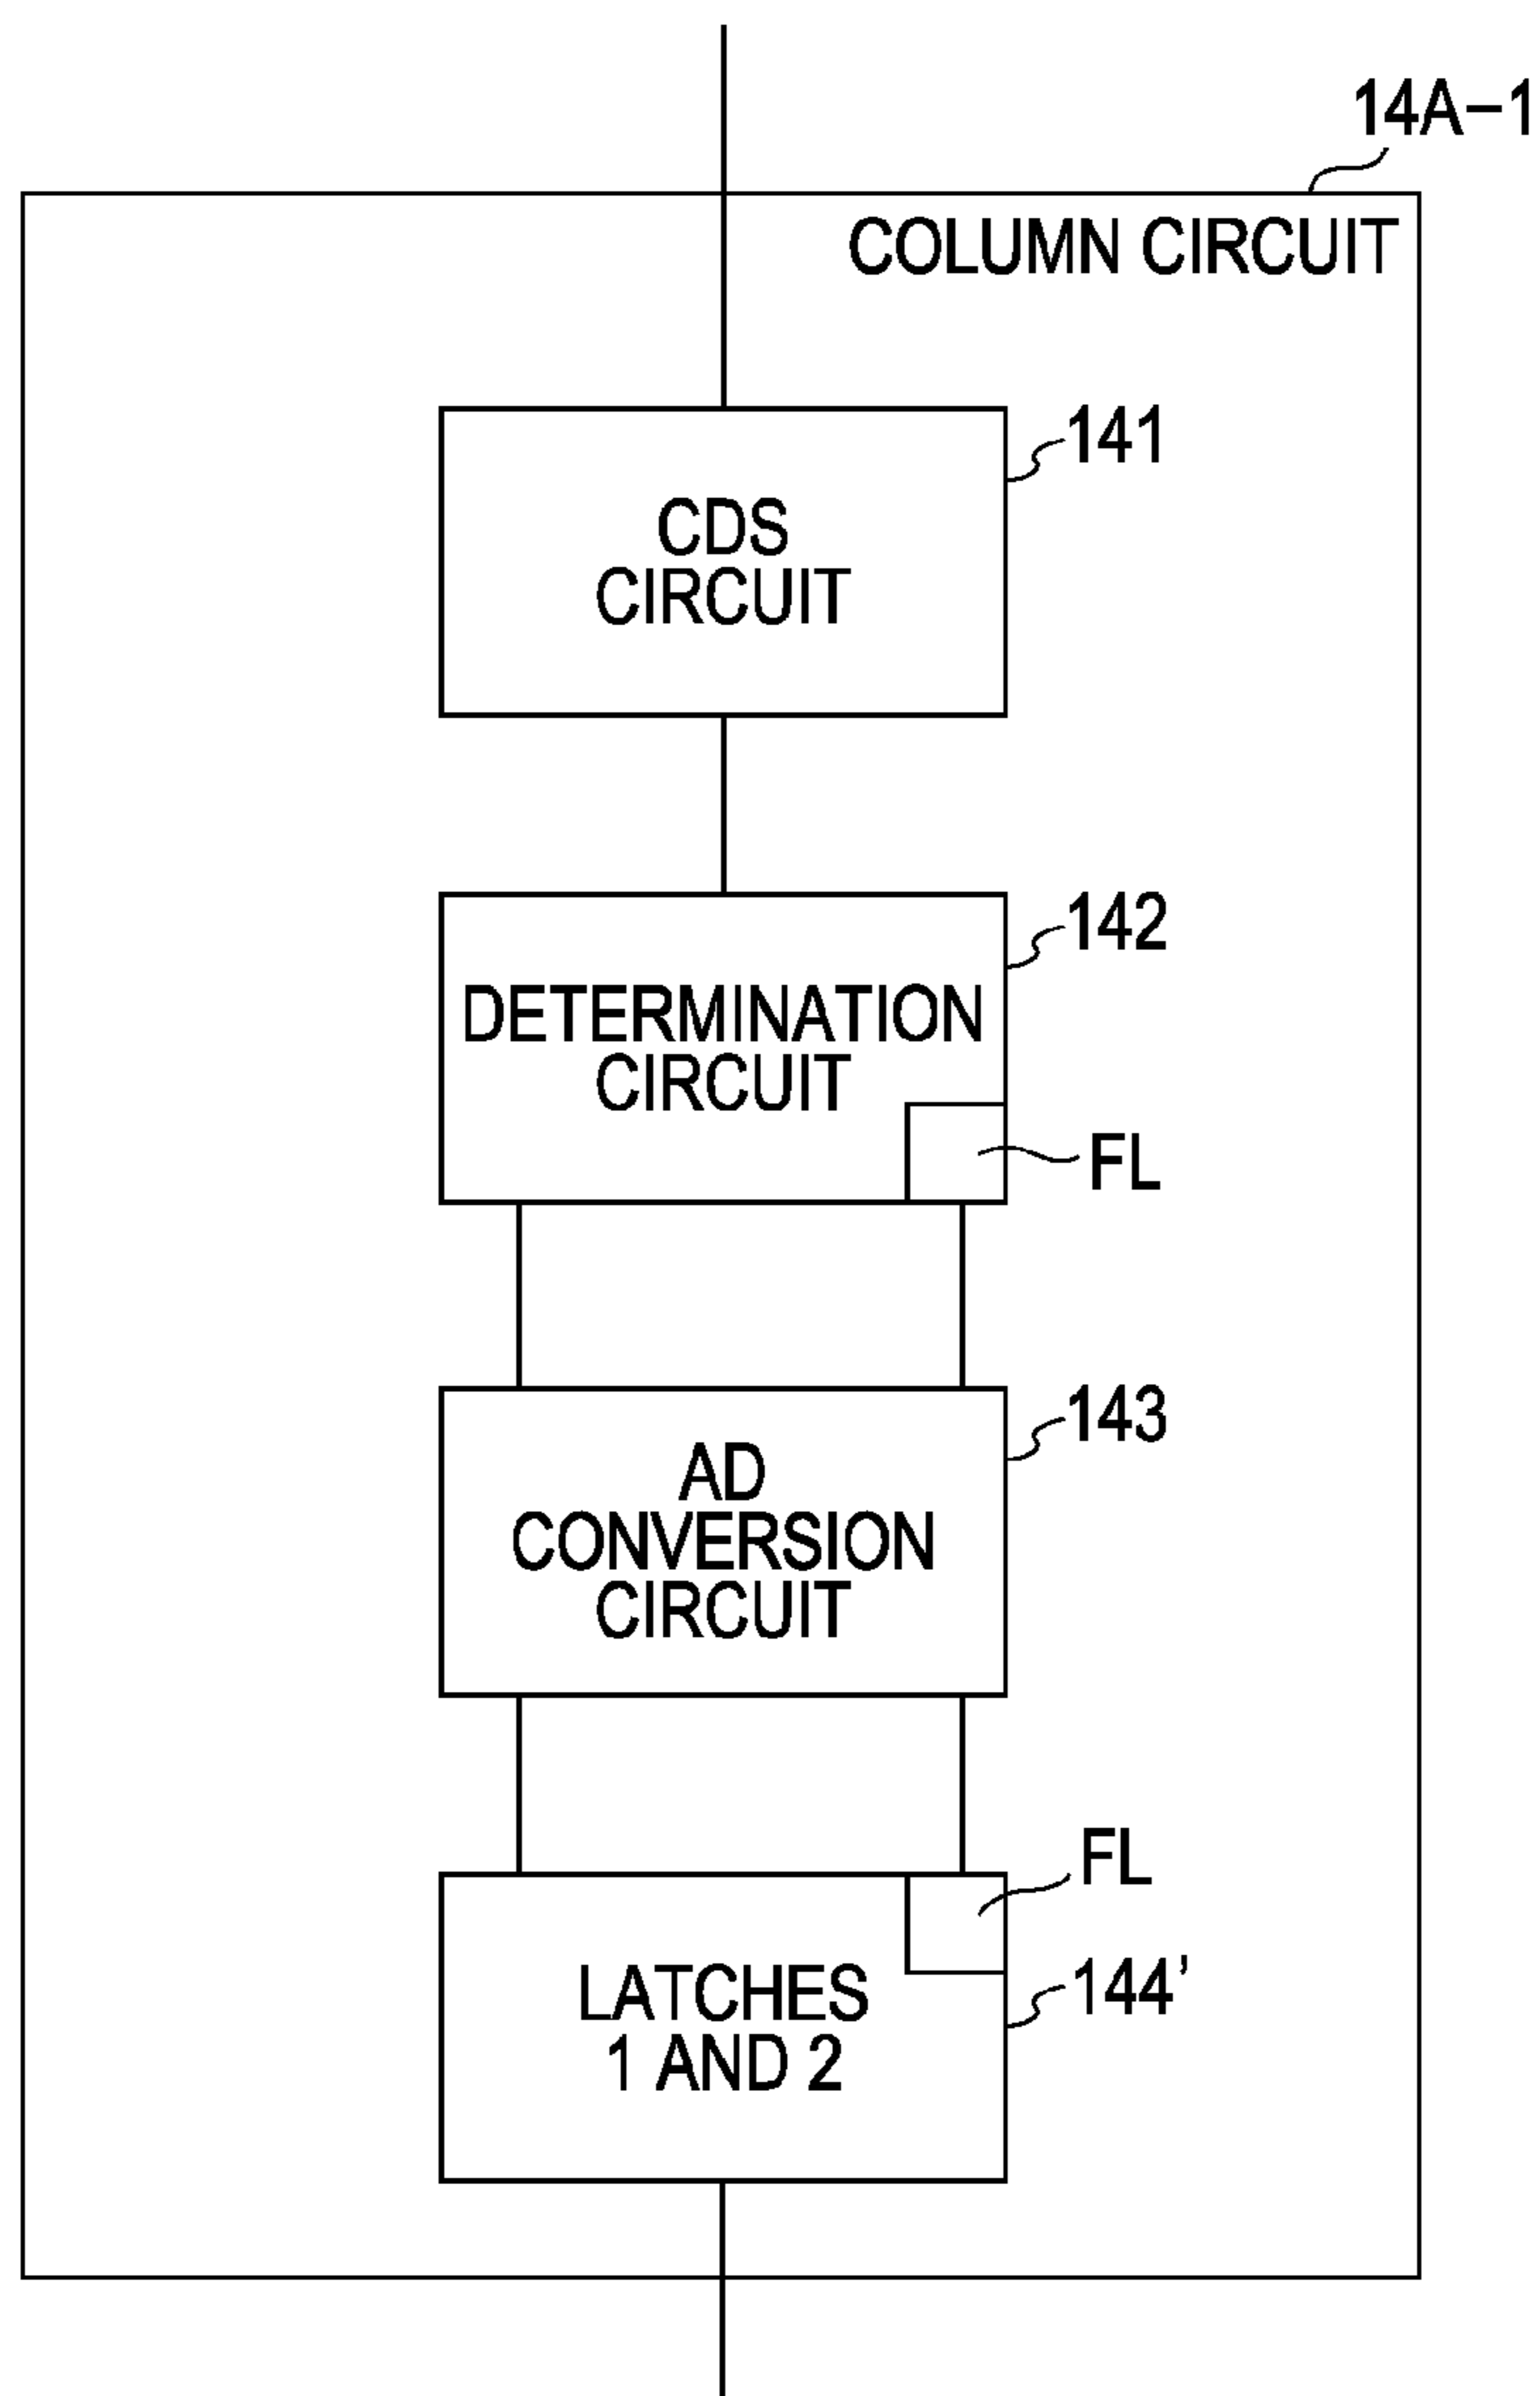 14A-1
COLUMN CIRCUIT
141
CDS
CIRCUIT
142
DETERMINATION
CIRCUIT
FL
143
AD
CONVERSION
CIRCUIT
FL
144'
LATCHES
1 AND 2